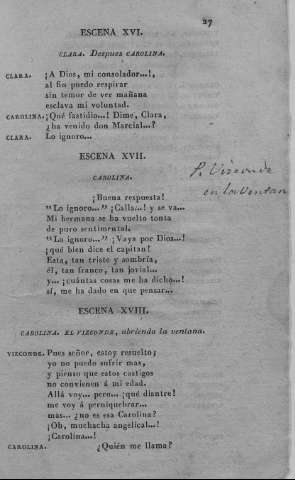 27
ESCENA XVI.
CLARA. Despues CAROLINA.
CLARA. ¡A Dios, mi consolador...!,
al fin puedo respirar
sin temor de ver mañana
esclava mi voluntad.
CAROLINA. ¡Qué fastidio...! Dime, Clara,
¿ha venido don Marcial...?
CLARA. Lo ignoro...
ESCENA XVII.
CAROLINA.
¡Buena respuesta!
"Lo ignoro..." ¡Calla...! y se va...
Mi hermana se ha vuelto tonta
de puro sentimental.
"Lo ignoro..." ¡Vaya por Dios...!
¡qué bien dice el capitan!
Esta, tan triste y sombría,
él, tan franco, tan jovial...
y... ¡cuántas cosas me ha dicho...!
sí, me ha dado en que pensar...
P. Vizconde
en la ventan
ESCENA XVIII.
CAROLINA. EL VIZCONDE, abriendo la ventana.
VIZCONDE. Pues señor, estoy resuelto;
yo no puedo sufrir mas,
y pienso que estos castigos
no convienen á mi edad.
Allá voy... pero... ¡qué diantre!
me voy á perniquebrar...
mas... ¿no es esa Carolina?
¡Oh, muchacha angelical...!
¡Carolina...!
CAROLINA. ¿Quién me llama?